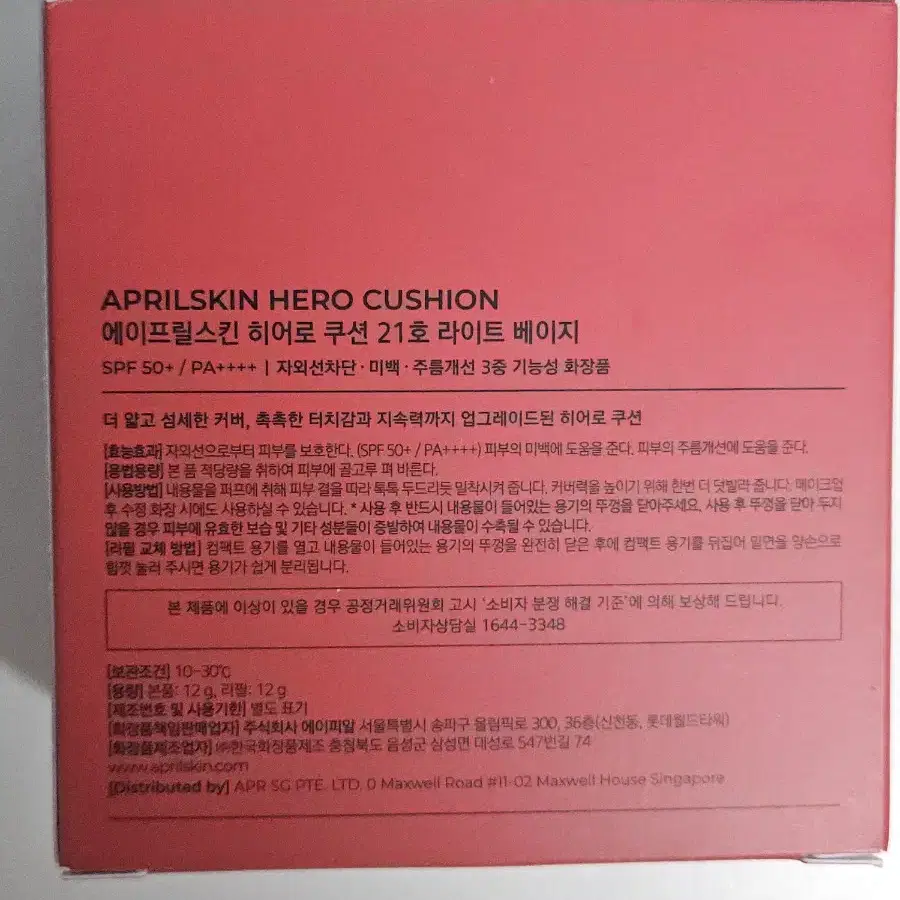 APRILSKIN HERO CUSHION
에이프릴스킨 히어로 쿠션 21호 라이트 베이지
SPF 50+ / PA++++ | 자외선차단 · 미백 · 주름개선 3중 기능성 화장품
더 얇고 섬세한 커버, 촉촉한 터치감과 지속력까지 업그레이드된 히어로 쿠션
[효능효과] 자외선으로부터 피부를 보호한다. (SPF 50+ / PA++++) 피부의 미백에 도움을 준다. 피부의 주름개선에 도움을 준다.
[용법용량] 본 품 적당량을 취하여 피부에 골고루 펴 바른다.
[사용방법] 내용물을 퍼프에 취해 피부 결을 따라 톡톡 두드리듯 밀착시켜 줍니다. 커버력을 높이기 위해 한번 더 덧발라 줍니다. 메이크업
후 수정 화장 시에도 사용하실 수 있습니다. * 사용 후 반드시 내용물이 들어있는 용기의 뚜껑을 닫아주세요. 사용 후 뚜껑을 닫아 두지
않을 경우 피부에 유효한 보습 및 기타 성분들이 증발하여 내용물이 수축될 수 있습니다.
[리필 교체 방법] 컴팩트 용기를 열고 내용물이 들어있는 용기의 뚜껑을 완전히 닫은 후에 컴팩트 용기를 뒤집어 밑면을 양손으로
힘껏 눌러 주시면 용기가 쉽게 분리됩니다.
본 제품에 이상이 있을 경우 공정거래위원회 고시 '소비자 분쟁 해결 기준'에 의해 보상해 드립니다.
소비자상담실 1644-3348
[보관조건] 10-30℃
[용량] 본품: 12 g, 리필: 12 g
[제조번호 및 사용기한] 별도 표기
[화장품책임판매업자] 주식회사 에이피알 서울특별시 송파구 올림픽로 300, 36층(신천동, 롯데월드타워)
[화장품제조업자] ㈜한국화장품제조 충청북도 음성군 삼성면 대성로 547번길 74
www.aprilskin.com
[Distributed by] APR SG PTE. LTD. 0 Maxwell Road #11-02 Maxwell House Singapore